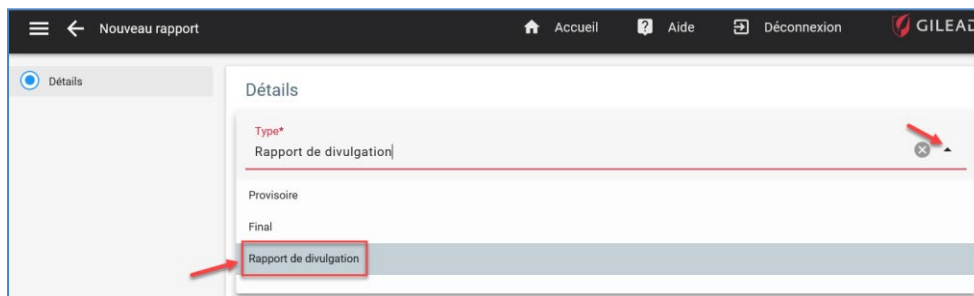 Nouveau rapport Accueil Aide Déconnexion GILEAD
Détails
Détails
Type*
Rapport de divulgation
Provisoire
Final
Rapport de divulgation